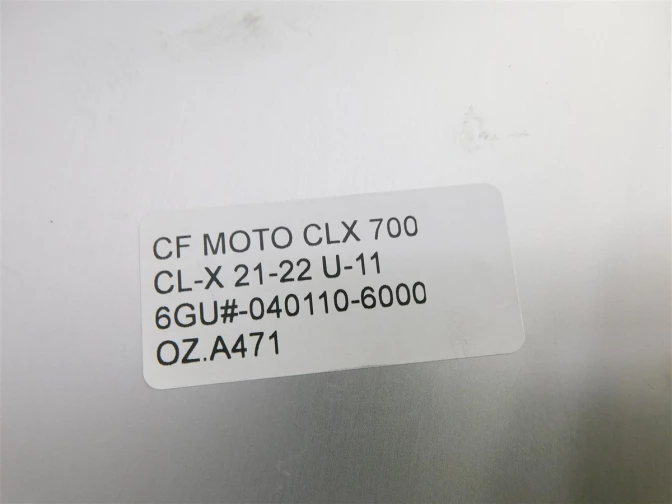 CF MOTO CLX 700
CL-X 21-22 U-11
6GU#-040110-6000
OZ.A471